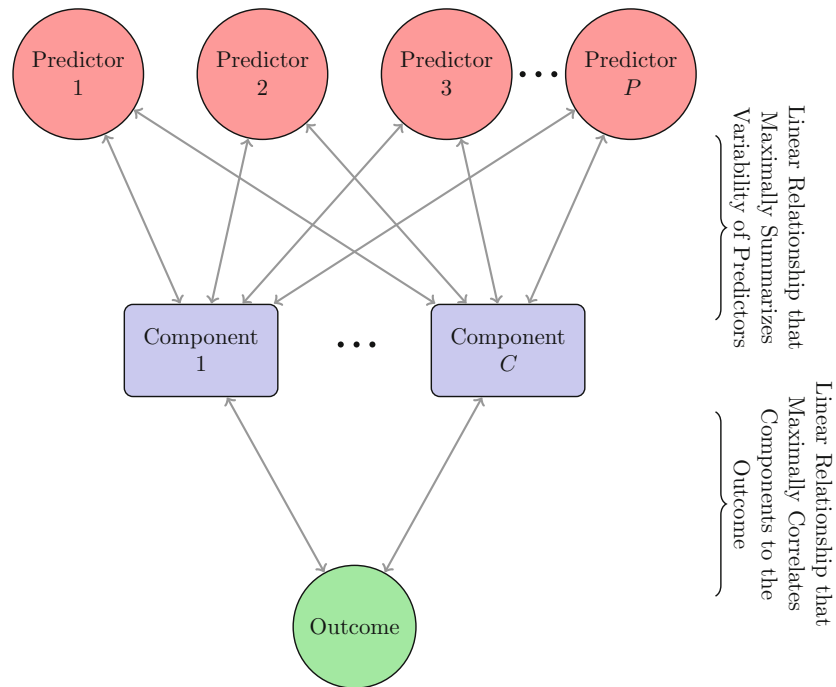 Predictor
1
Predictor
2
Predictor
3
Predictor
P
Linear Relationship that
Maximally Summarizes
Variability of Predictors
Component
1
Component
C
Linear Relationship that
Maximally Correlates
Components to the
Outcome
Outcome